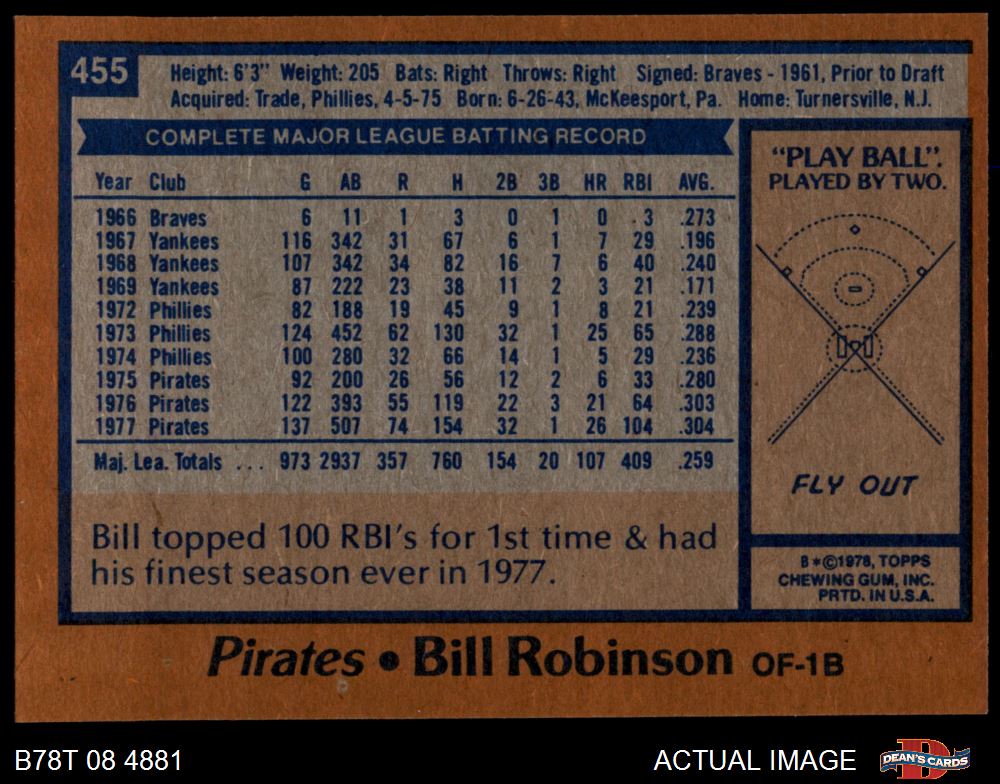 455
Height: 6'3" Weight: 205 Bats: Right Throws: Right Signed: Braves - 1961, Prior to Draft
Acquired: Trade, Phillies, 4-5-75 Born: 6-26-43, McKeesport, Pa. Home: Turnersville, N.J.
COMPLETE MAJOR LEAGUE BATTING RECORD
Year Club G AB R H 2B 3B HR RBI AVG.
1966 Braves 6 11 1 3 0 1 0 3 .273
1967 Yankees 116 342 31 67 6 1 7 29 .196
1968 Yankees 107 342 34 82 16 7 6 40 .240
1969 Yankees 87 222 23 38 11 2 3 21 .171
1972 Phillies 82 188 19 45 9 1 8 21 .239
1973 Phillies 124 452 62 130 32 1 25 65 .288
1974 Phillies 100 280 32 66 14 1 5 29 .236
1975 Pirates 92 200 26 56 12 2 6 33 .280
1976 Pirates 122 393 55 119 22 3 21 64 .303
1977 Pirates 137 507 74 154 32 1 26 104 .304
Maj. Lea. Totals ... 973 2937 357 760 154 20 107 409 .259
Bill topped 100 RBI's for 1st time & had
his finest season ever in 1977.
"PLAY BALL".
PLAYED BY TWO.
FLY OUT
B*©1978, TOPPS
CHEWING GUM, INC.
PRTD. IN U.S.A.
Pirates • Bill Robinson OF-1B
B78T 08 4881 ACTUAL IMAGE
DEAN'S CARDS